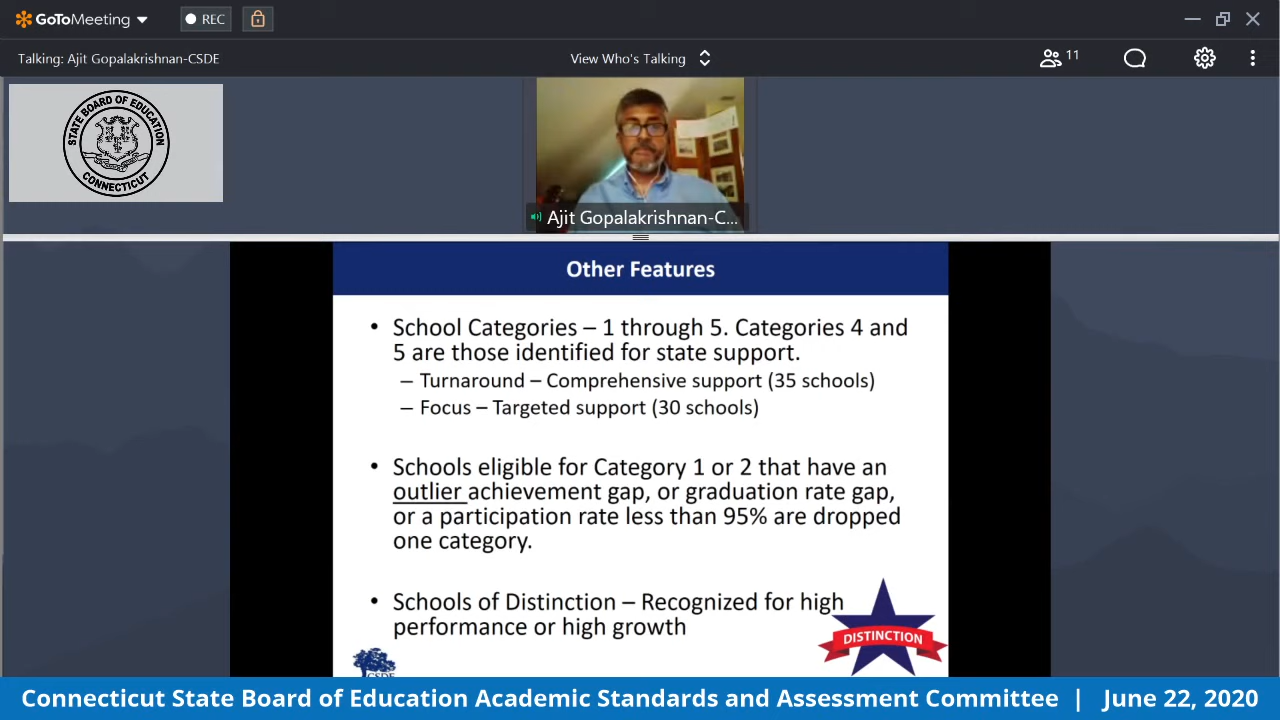 GoToMeeting
REC
Talking: Ajit Gopalakrishnan-CSDE
View Who's Talking
11
STATE BOARD OF EDUCATION
CONNECTICUT
Ajit Gopalakrishnan-C...
Other Features
• School Categories – 1 through 5. Categories 4 and
5 are those identified for state support.
– Turnaround – Comprehensive support (35 schools)
– Focus – Targeted support (30 schools)
• Schools eligible for Category 1 or 2 that have an
outlier achievement gap, or graduation rate gap,
or a participation rate less than 95% are dropped
one category.
• Schools of Distinction – Recognized for high
performance or high growth
DISTINCTION
CSDE
Connecticut State Board of Education Academic Standards and Assessment Committee | June 22, 2020